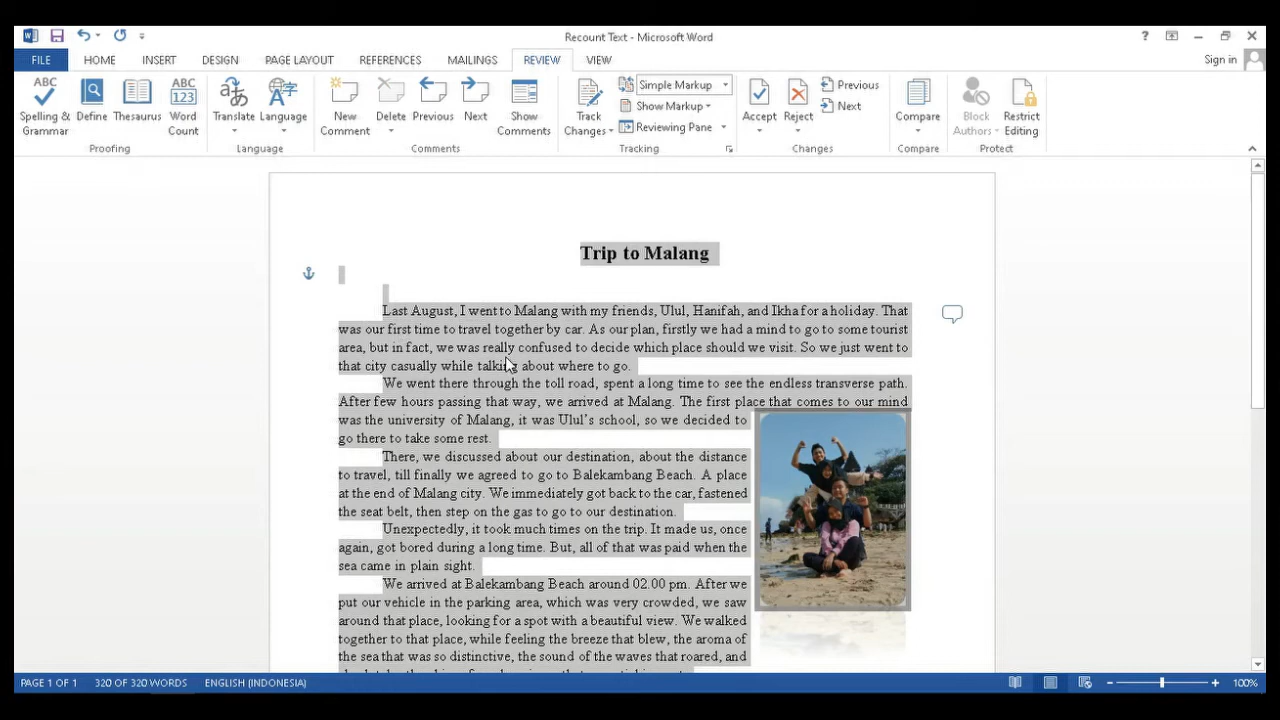 Recount Text - Microsoft Word
?
FILE HOME INSERT DESIGN PAGE LAYOUT REFERENCES MAILINGS REVIEW VIEW Sign in
ABC Spelling & Grammar
Define
Thesaurus
ABC 123 Word Count
Translate
Language
New Comment
Delete
Previous
Next
Show Comments
Track Changes
Simple Markup
Show Markup
Reviewing Pane
Accept
Reject
Previous
Next
Compare
Block Authors
Restrict Editing
Proofing Language Comments Tracking Changes Compare Protect
Trip to Malang
Last August, I went to Malang with my friends, Ulul, Hanifah, and Ikha for a holiday. That
was our first time to travel together by car. As our plan, firstly we had a mind to go to some tourist
area, but in fact, we was really confused to decide which place should we visit. So we just went to
that city casually while talking about where to go.
We went there through the toll road, spent a long time to see the endless transverse path.
After few hours passing that way, we arrived at Malang. The first place that comes to our mind
was the university of Malang, it was Ulul’s school, so we decided to
go there to take some rest.
There, we discussed about our destination, about the distance
to travel, till finally we agreed to go to Balekambang Beach. A place
at the end of Malang city. We immediately got back to the car, fastened
the seat belt, then step on the gas to go to our destination.
Unexpectedly, it took much times on the trip. It made us, once
again, got bored during a long time. But, all of that was paid when the
sea came in plain sight.
We arrived at Balekambang Beach around 02.00 pm. After we
put our vehicle in the parking area, which was very crowded, we saw
around that place, looking for a spot with a beautiful view. We walked
together to that place, while feeling the breeze that blew, the aroma of
the sea that was so distinctive, the sound of the waves that roared, and
PAGE 1 OF 1 320 OF 320 WORDS ENGLISH (INDONESIA) 100%